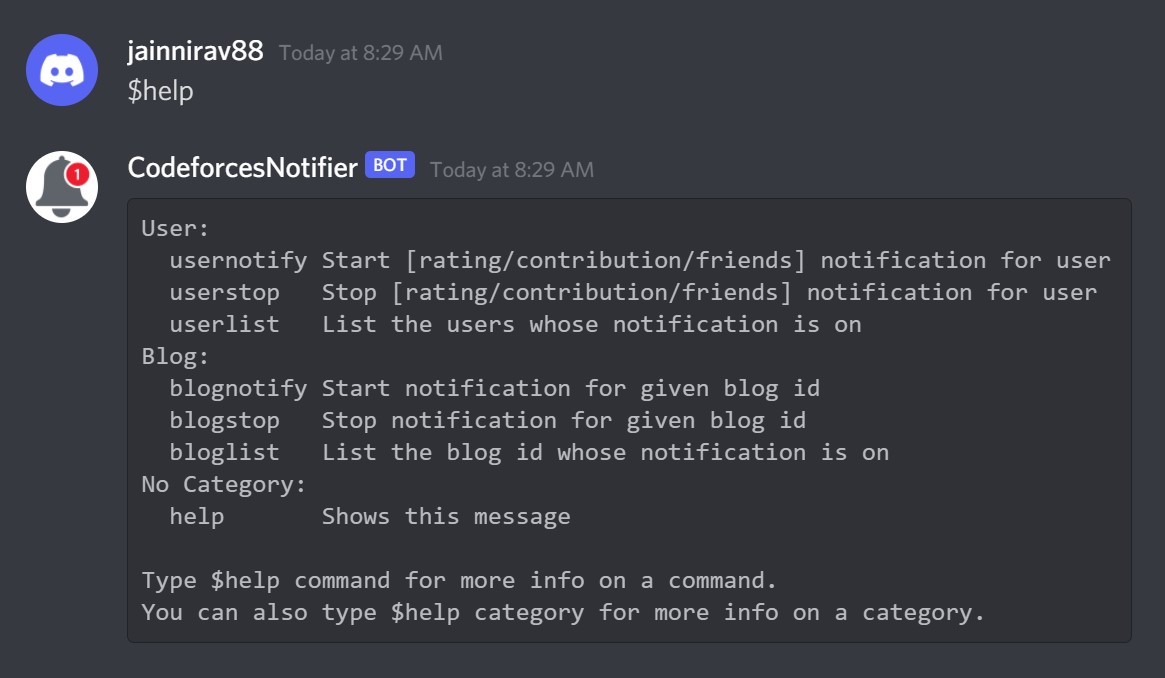 jainnirav88 Today at 8:29 AM
$help
1
CodeforcesNotifier BOT Today at 8:29 AM
User:
  usernotify Start [rating/contribution/friends] notification for user
  userstop   Stop [rating/contribution/friends] notification for user
  userlist   List the users whose notification is on
Blog:
  blognotify Start notification for given blog id
  blogstop   Stop notification for given blog id
  bloglist   List the blog id whose notification is on
No Category:
  help       Shows this message

Type $help command for more info on a command.
You can also type $help category for more info on a category.